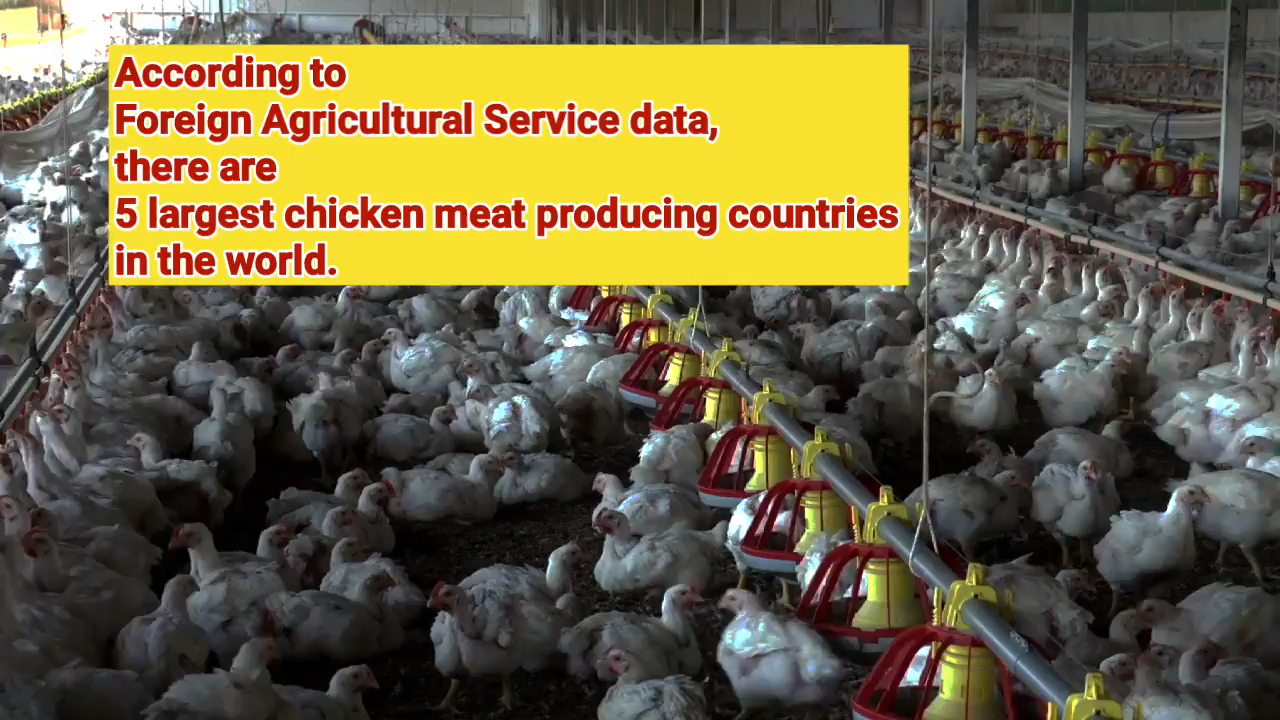 According to
Foreign Agricultural Service data,
there are
5 largest chicken meat producing countries
in the world.